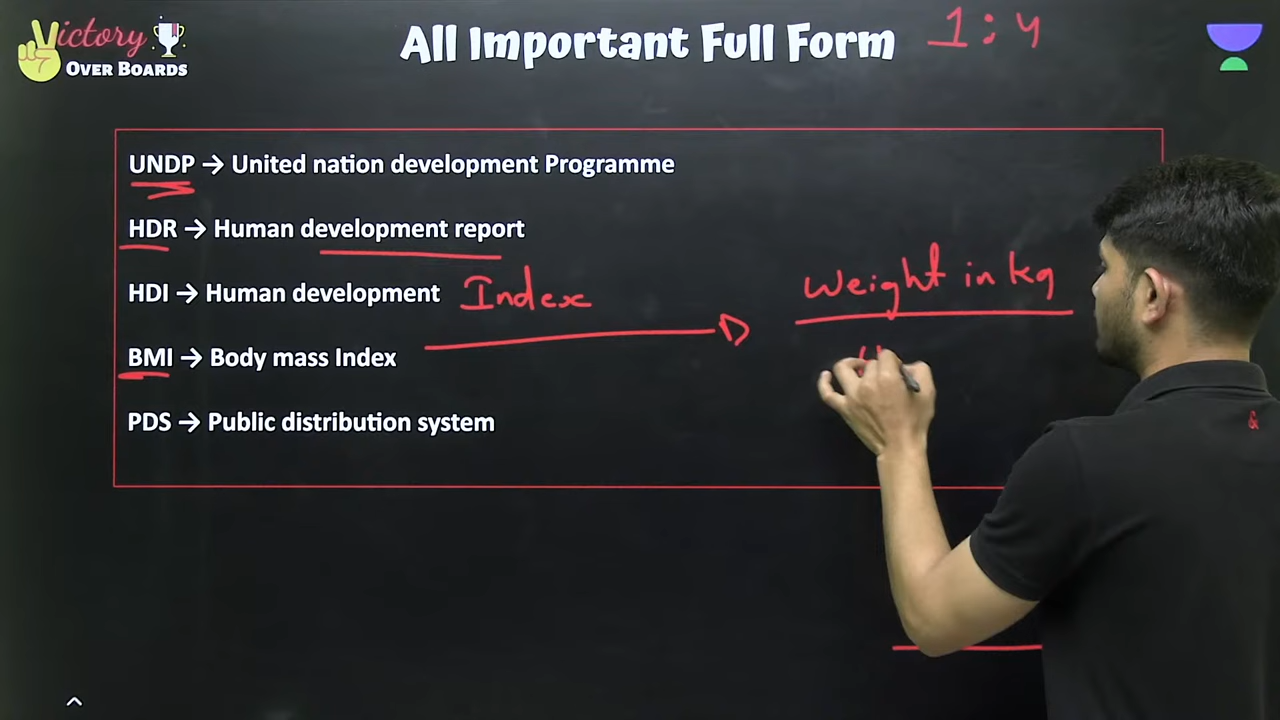 Victory
OVER BOARDS
All Important Full Form 1:4
UNDP → United nation development Programme
HDR → Human development report
HDI → Human development Index
BMI → Body mass Index
PDS → Public distribution system
Weight in kg